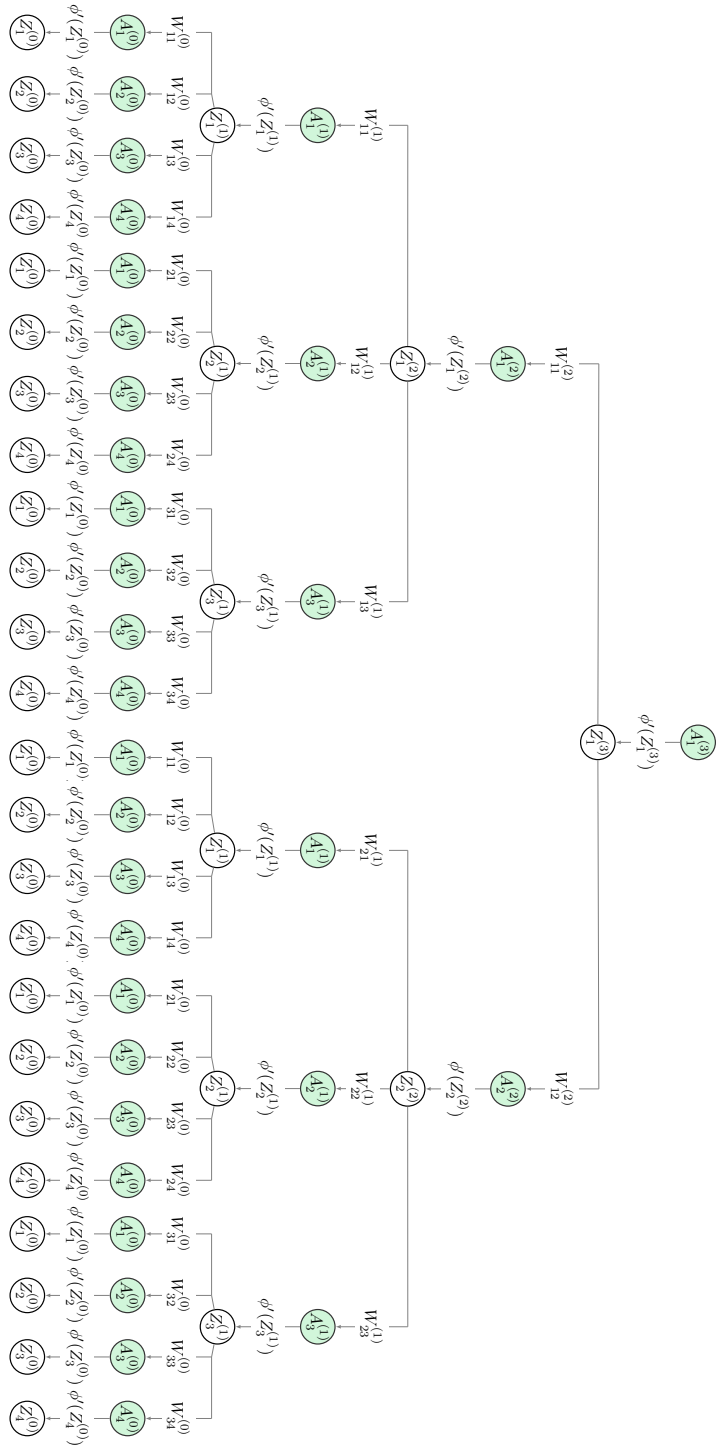 A_1^{(3)}
ϕ′(Z_1^{(3)})
Z_1^{(3)}
W_{11}^{(2)} W_{12}^{(2)}
A_1^{(2)} A_2^{(2)}
ϕ′(Z_1^{(2)}) ϕ′(Z_2^{(2)})
Z_1^{(2)} Z_2^{(2)}
W_{11}^{(1)} W_{12}^{(1)} W_{13}^{(1)} W_{21}^{(1)} W_{22}^{(1)} W_{23}^{(1)}
A_1^{(1)} A_2^{(1)} A_3^{(1)} A_1^{(1)} A_2^{(1)} A_3^{(1)}
ϕ′(Z_1^{(1)}) ϕ′(Z_2^{(1)}) ϕ′(Z_3^{(1)}) ϕ′(Z_1^{(1)}) ϕ′(Z_2^{(1)}) ϕ′(Z_3^{(1)})
Z_1^{(1)} Z_2^{(1)} Z_3^{(1)} Z_1^{(1)} Z_2^{(1)} Z_3^{(1)}
W_{11}^{(0)} W_{12}^{(0)} W_{13}^{(0)} W_{14}^{(0)} W_{21}^{(0)} W_{22}^{(0)} W_{23}^{(0)} W_{24}^{(0)} W_{31}^{(0)} W_{32}^{(0)} W_{33}^{(0)} W_{34}^{(0)} W_{11}^{(0)} W_{12}^{(0)} W_{13}^{(0)} W_{14}^{(0)} W_{21}^{(0)} W_{22}^{(0)} W_{23}^{(0)} W_{24}^{(0)} W_{31}^{(0)} W_{32}^{(0)} W_{33}^{(0)} W_{34}^{(0)}
A_1^{(0)} A_2^{(0)} A_3^{(0)} A_4^{(0)} A_1^{(0)} A_2^{(0)} A_3^{(0)} A_4^{(0)} A_1^{(0)} A_2^{(0)} A_3^{(0)} A_4^{(0)} A_1^{(0)} A_2^{(0)} A_3^{(0)} A_4^{(0)} A_1^{(0)} A_2^{(0)} A_3^{(0)} A_4^{(0)} A_1^{(0)} A_2^{(0)} A_3^{(0)} A_4^{(0)}
ϕ′(Z_1^{(0)}) ϕ′(Z_2^{(0)}) ϕ′(Z_3^{(0)}) ϕ′(Z_4^{(0)}) ϕ′(Z_1^{(0)}) ϕ′(Z_2^{(0)}) ϕ′(Z_3^{(0)}) ϕ′(Z_4^{(0)}) ϕ′(Z_1^{(0)}) ϕ′(Z_2^{(0)}) ϕ′(Z_3^{(0)}) ϕ′(Z_4^{(0)}) ϕ′(Z_1^{(0)}) ϕ′(Z_2^{(0)}) ϕ′(Z_3^{(0)}) ϕ′(Z_4^{(0)}) ϕ′(Z_1^{(0)}) ϕ′(Z_2^{(0)}) ϕ′(Z_3^{(0)}) ϕ′(Z_4^{(0)}) ϕ′(Z_1^{(0)}) ϕ′(Z_2^{(0)}) ϕ′(Z_3^{(0)}) ϕ′(Z_4^{(0)})
Z_1^{(0)} Z_2^{(0)} Z_3^{(0)} Z_4^{(0)} Z_1^{(0)} Z_2^{(0)} Z_3^{(0)} Z_4^{(0)} Z_1^{(0)} Z_2^{(0)} Z_3^{(0)} Z_4^{(0)} Z_1^{(0)} Z_2^{(0)} Z_3^{(0)} Z_4^{(0)} Z_1^{(0)} Z_2^{(0)} Z_3^{(0)} Z_4^{(0)} Z_1^{(0)} Z_2^{(0)} Z_3^{(0)} Z_4^{(0)}